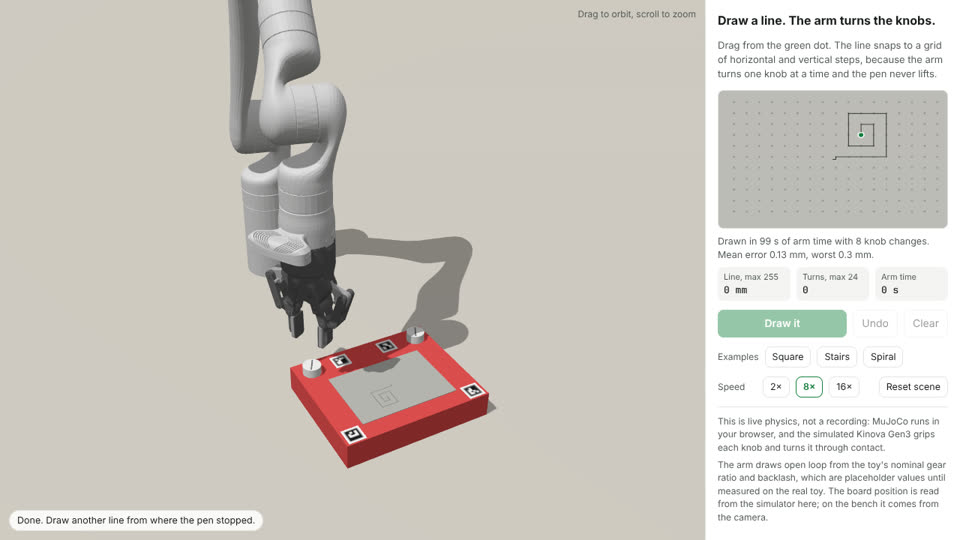 Drag to orbit, scroll to zoom
Draw a line. The arm turns the knobs.
Drag from the green dot. The line snaps to a grid
of horizontal and vertical steps, because the arm
turns one knob at a time and the pen never lifts.
Drawn in 99 s of arm time with 8 knob changes.
Mean error 0.13 mm, worst 0.3 mm.
Line, max 255
0 mm
Turns, max 24
0
Arm time
0 s
Draw it
Undo
Clear
Examples
Square
Stairs
Spiral
Speed
2×
8×
16×
Reset scene
This is live physics, not a recording: MuJoCo runs in
your browser, and the simulated Kinova Gen3 grips
each knob and turns it through contact.
The arm draws open loop from the toy's nominal gear
ratio and backlash, which are placeholder values until
measured on the real toy. The board position is read
from the simulator here; on the bench it comes from
the camera.
Done. Draw another line from where the pen stopped.